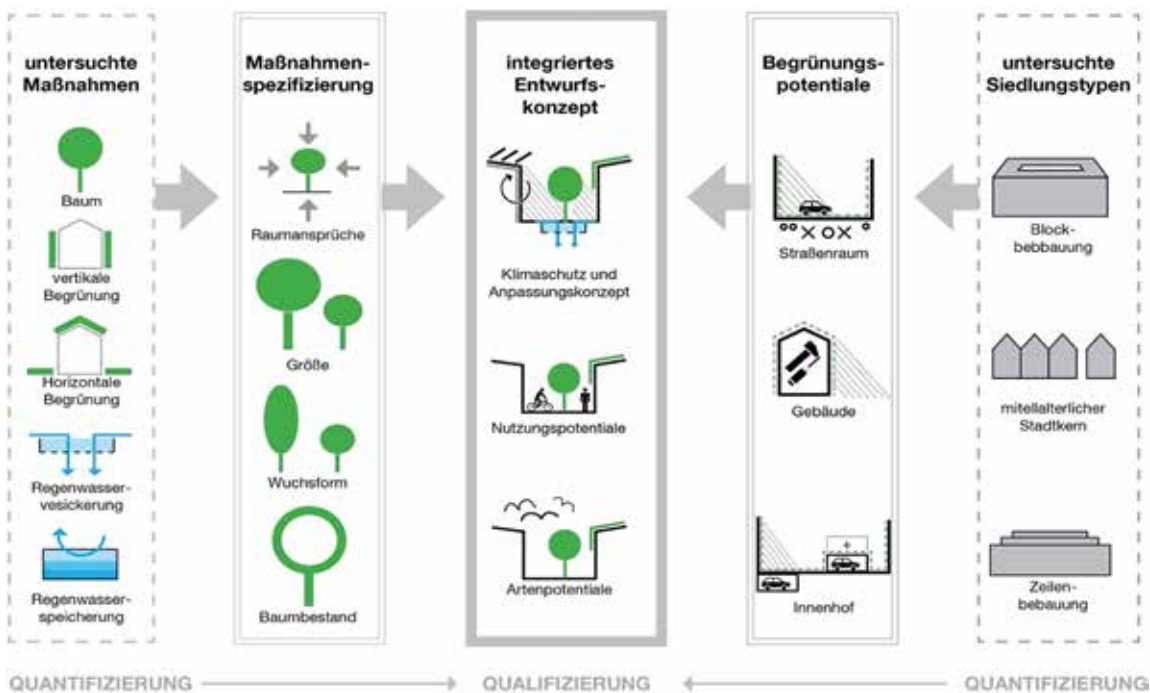 untersuchte
Maßnahmen
Baum
vertikale
Begrünung
Horizontale
Begrünung
Regenwasser-
vesickerung
Regenwasser-
speicherung
Maßnahmen-
spezifizierung
Raumansprüche
Größe
Wuchsform
Baumbestand
integriertes
Entwurfs-
konzept
Klimaschutz und
Anpassungskonzept
Nutzungspotentiale
Artenpotentiale
Begrünungs-
potentiale
Straßenraum
Gebäude
Innenhof
untersuchte
Siedlungstypen
Block-
bebbauung
mitellalterlicher
Stadtkern
Zeilen-
bebauung
QUANTIFIZIERUNG
QUALIFIZIERUNG
QUANTIFIZIERUNG